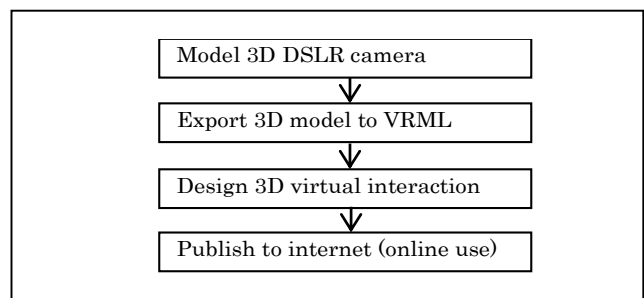 Model 3D DSLR camera
Export 3D model to VRML
Design 3D virtual interaction
Publish to internet (online use)